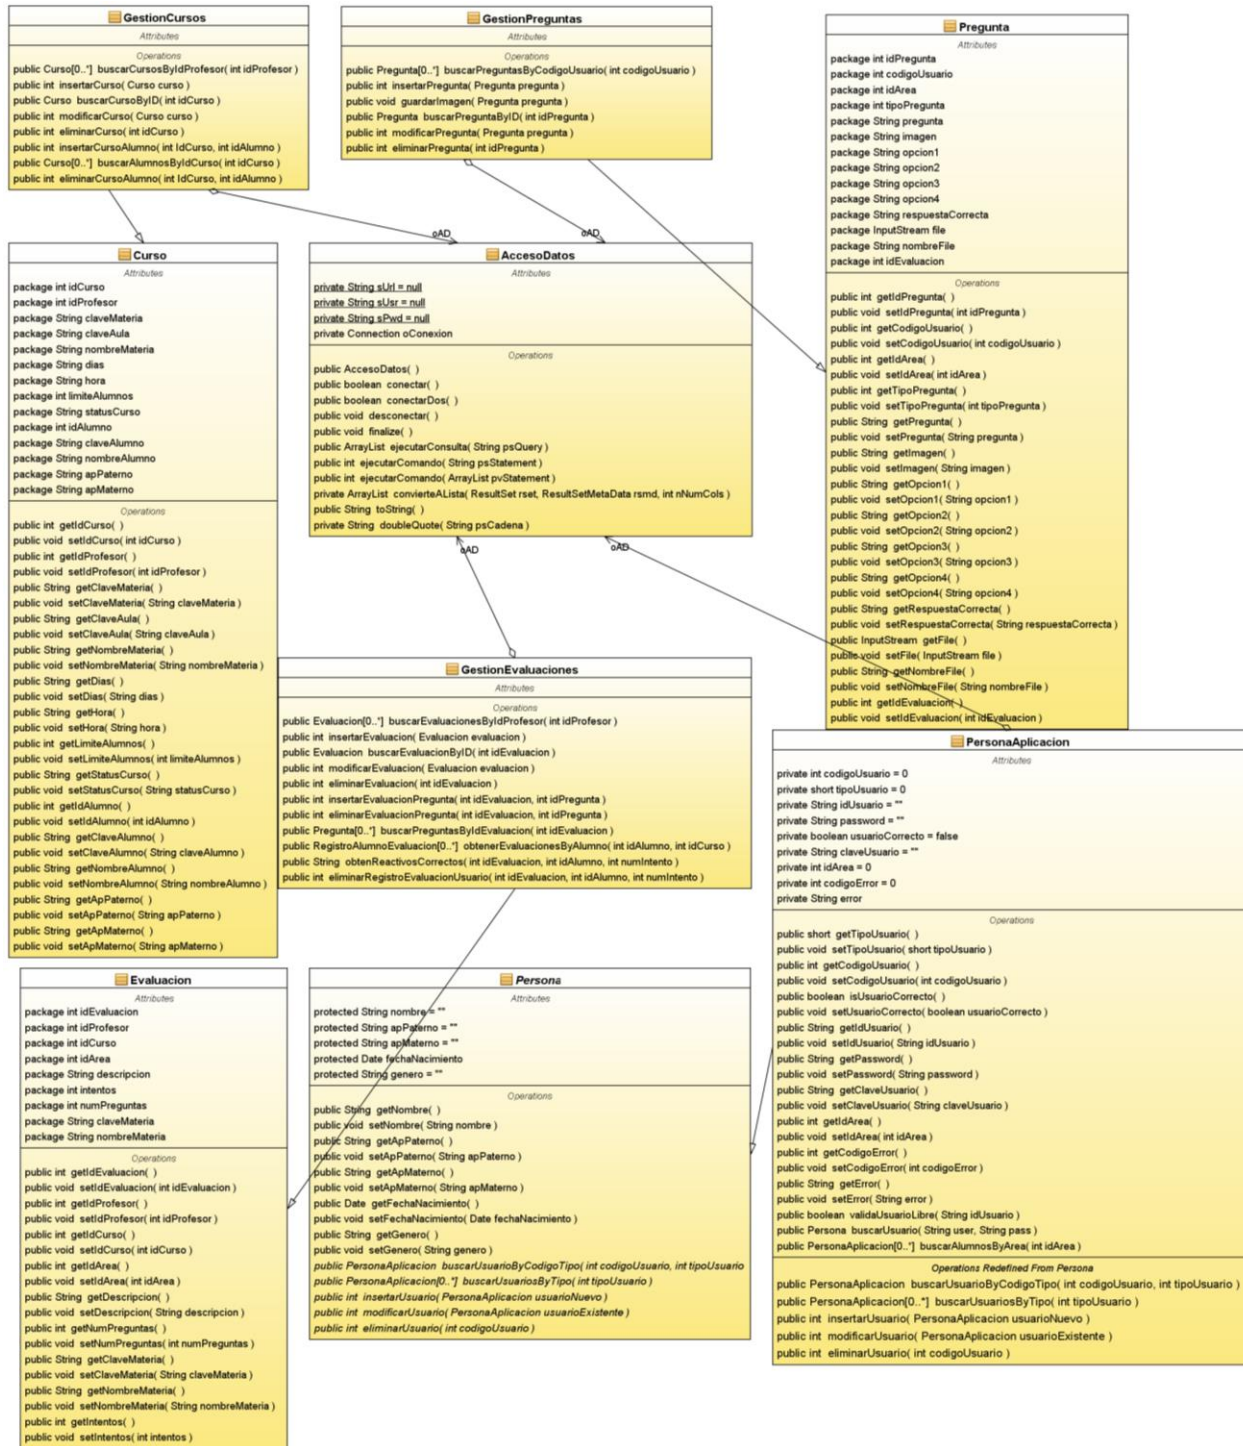 GestionCursos
Attributes
Operations
public Curso[0..*] buscarCursosByIdProfesor( int idProfesor )
public int insertarCurso( Curso curso )
public Curso buscarCursoByID( int idCurso )
public int modificarCurso( Curso curso )
public int eliminarCurso( int idCurso )
public int insertarCursoAlumno( int IdCurso, int idAlumno )
public Curso[0..*] buscarAlumnosByIdCurso( int idCurso )
public int eliminarCursoAlumno( int IdCurso, int idAlumno )
GestionPreguntas
Attributes
Operations
public Pregunta[0..*] buscarPreguntasByCodigoUsuario( int codigoUsuario )
public int insertarPregunta( Pregunta pregunta )
public void guardarImagen( Pregunta pregunta )
public Pregunta buscarPreguntaByID( int idPregunta )
public int modificarPregunta( Pregunta pregunta )
public int eliminarPregunta( int idPregunta )
Pregunta
Attributes
package int idPregunta
package int codigoUsuario
package int idArea
package int tipoPregunta
package String pregunta
package String imagen
package String opcion1
package String opcion2
package String opcion3
package String opcion4
package String respuestaCorrecta
package InputStream file
package String nombreFile
package int idEvaluacion
Operations
public int getIdPregunta( )
public void setIdPregunta( int idPregunta )
public int getCodigoUsuario( )
public void setCodigoUsuario( int codigoUsuario )
public int getIdArea( )
public void setIdArea( int idArea )
public int getTipoPregunta( )
public void setTipoPregunta( int tipoPregunta )
public String getPregunta( )
public void setPregunta( String pregunta )
public String getImagen( )
public void setImagen( String imagen )
public String getOpcion1( )
public void setOpcion1( String opcion1 )
public String getOpcion2( )
public void setOpcion2( String opcion2 )
public String getOpcion3( )
public void setOpcion3( String opcion3 )
public String getOpcion4( )
public void setOpcion4( String opcion4 )
public String getRespuestaCorrecta( )
public void setRespuestaCorrecta( String respuestaCorrecta )
public InputStream getFile( )
public void setFile( InputStream file )
public String getNombreFile( )
public void setNombreFile( String nombreFile )
public int getIdEvaluacion( )
public void setIdEvaluacion( int idEvaluacion )
oAD
oAD
Curso
Attributes
package int idCurso
package int idProfesor
package String claveMateria
package String claveAula
package String nombreMateria
package String dias
package String hora
package int limiteAlumnos
package String statusCurso
package int idAlumno
package String claveAlumno
package String nombreAlumno
package String apPaterno
package String apMaterno
Operations
public int getIdCurso( )
public void setIdCurso( int idCurso )
public int getIdProfesor( )
public void setIdProfesor( int idProfesor )
public String getClaveMateria( )
public void setClaveMateria( String claveMateria )
public String getClaveAula( )
public void setClaveAula( String claveAula )
public String getNombreMateria( )
public void setNombreMateria( String nombreMateria )
public String getDias( )
public void setDias( String dias )
public String getHora( )
public void setHora( String hora )
public int getLimiteAlumnos( )
public void setLimiteAlumnos( int limiteAlumnos )
public String getStatusCurso( )
public void setStatusCurso( String statusCurso )
public int getIdAlumno( )
public void setIdAlumno( int idAlumno )
public String getClaveAlumno( )
public void setClaveAlumno( String claveAlumno )
public String getNombreAlumno( )
public void setNombreAlumno( String nombreAlumno )
public String getApPaterno( )
public void setApPaterno( String apPaterno )
public String getApMaterno( )
public void setApMaterno( String apMaterno )
AccesoDatos
Attributes
private String sUrl = null
private String sUsr = null
private String sPwd = null
private Connection oConexion
Operations
public AccesoDatos( )
public boolean conectar( )
public boolean conectarDos( )
public void desconectar( )
public void finalize( )
public ArrayList ejecutarConsulta( String psQuery )
public int ejecutarComando( String psStatement )
public int ejecutarComando( ArrayList pvStatement )
private ArrayList convierteALista( ResultSet rset, ResultSetMetaData rsmd, int nNumCols )
public String toString( )
private String doubleQuote( String psCadena )
oAD
oAD
GestionEvaluaciones
Attributes
Operations
public Evaluacion[0..*] buscarEvaluacionesByIdProfesor( int idProfesor )
public int insertarEvaluacion( Evaluacion evaluacion )
public Evaluacion buscarEvaluacionByID( int idEvaluacion )
public int modificarEvaluacion( Evaluacion evaluacion )
public int eliminarEvaluacion( int idEvaluacion )
public int insertarEvaluacionPregunta( int idEvaluacion, int idPregunta )
public int eliminarEvaluacionPregunta( int idEvaluacion, int idPregunta )
public Pregunta[0..*] buscarPreguntasByIdEvaluacion( int idEvaluacion )
public RegistroAlumnoEvaluacion[0..*] obtenerEvaluacionesByAlumno( int idAlumno, int idCurso )
public String obtenReactivosCorrectos( int idEvaluacion, int idAlumno, int numIntento )
public int eliminarRegistroEvaluacionUsuario( int idEvaluacion, int idAlumno, int numIntento )
PersonaAplicacion
Attributes
private int codigoUsuario = 0
private short tipoUsuario = 0
private String idUsuario = ""
private String password = ""
private boolean usuarioCorrecto = false
private String claveUsuario = ""
private int idArea = 0
private int codigoError = 0
private String error
Operations
public short getTipoUsuario( )
public void setTipoUsuario( short tipoUsuario )
public int getCodigoUsuario( )
public void setCodigoUsuario( int codigoUsuario )
public boolean isUsuarioCorrecto( )
public void setUsuarioCorrecto( boolean usuarioCorrecto )
public String getIdUsuario( )
public void setIdUsuario( String idUsuario )
public String getPassword( )
public void setPassword( String password )
public String getClaveUsuario( )
public void setClaveUsuario( String claveUsuario )
public int getIdArea( )
public void setIdArea( int idArea )
public int getCodigoError( )
public void setCodigoError( int codigoError )
public String getError( )
public void setError( String error )
public boolean validaUsuarioLibre( String idUsuario )
public Persona buscarUsuario( String user, String pass )
public PersonaAplicacion[0..*] buscarAlumnosByArea( int idArea )
Operations Redefined From Persona
public PersonaAplicacion buscarUsuarioByCodigoTipo( int codigoUsuario, int tipoUsuario )
public PersonaAplicacion[0..*] buscarUsuariosByTipo( int tipoUsuario )
public int insertarUsuario( PersonaAplicacion usuarioNuevo )
public int modificarUsuario( PersonaAplicacion usuarioExistente )
public int eliminarUsuario( int codigoUsuario )
Evaluacion
Attributes
package int idEvaluacion
package int idProfesor
package int idCurso
package int idArea
package String descripcion
package int intentos
package int numPreguntas
package String claveMateria
package String nombreMateria
Operations
public int getIdEvaluacion( )
public void setIdEvaluacion( int idEvaluacion )
public int getIdProfesor( )
public void setIdProfesor( int idProfesor )
public int getIdCurso( )
public void setIdCurso( int idCurso )
public int getIdArea( )
public void setIdArea( int idArea )
public String getDescripcion( )
public void setDescripcion( String descripcion )
public int getNumPreguntas( )
public void setNumPreguntas( int numPreguntas )
public String getClaveMateria( )
public void setClaveMateria( String claveMateria )
public String getNombreMateria( )
public void setNombreMateria( String nombreMateria )
public int getIntentos( )
public void setIntentos( int intentos )
Persona
Attributes
protected String nombre = ""
protected String apPaterno = ""
protected String apMaterno = ""
protected Date fechaNacimiento
protected String genero = ""
Operations
public String getNombre( )
public void setNombre( String nombre )
public String getApPaterno( )
public void setApPaterno( String apPaterno )
public String getApMaterno( )
public void setApMaterno( String apMaterno )
public Date getFechaNacimiento( )
public void setFechaNacimiento( Date fechaNacimiento )
public String getGenero( )
public void setGenero( String genero )
public PersonaAplicacion buscarUsuarioByCodigoTipo( int codigoUsuario, int tipoUsuario
public PersonaAplicacion[0..*] buscarUsuariosByTipo( int tipoUsuario )
public int insertarUsuario( PersonaAplicacion usuarioNuevo )
public int modificarUsuario( PersonaAplicacion usuarioExistente )
public int eliminarUsuario( int codigoUsuario )